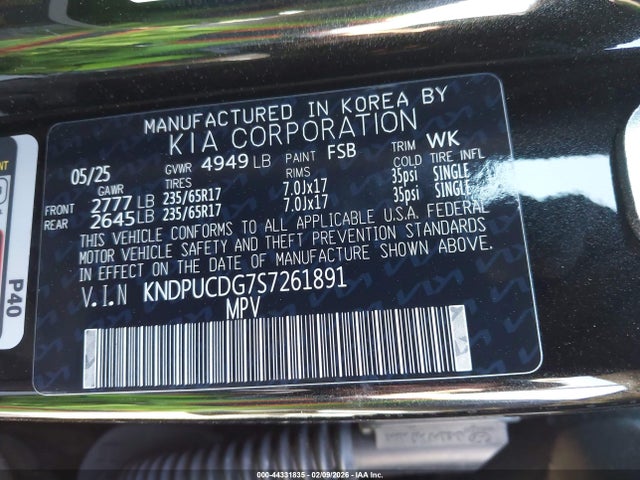 MANUFACTURED IN KOREA BY
KIA CORPORATION
05/25 GVWR 4949 LB PAINT FSB TRIM WK
GAWR TIRES RIMS COLD TIRE INFL
FRONT 2777 LB 235/65R17 7.0Jx17 35psi SINGLE
REAR 2645 LB 235/65R17 7.0Jx17 35psi SINGLE
THIS VEHICLE CONFORMS TO ALL APPLICABLE U.S.A. FEDERAL
MOTOR VEHICLE SAFETY AND THEFT PREVENTION STANDARDS
IN EFFECT ON THE DATE OF MANUFACTURE SHOWN ABOVE.
V.I.N KNDPUCDG7S7261891
MPV
P40
000-44331835 - 02/09/2026 - IAA Inc.